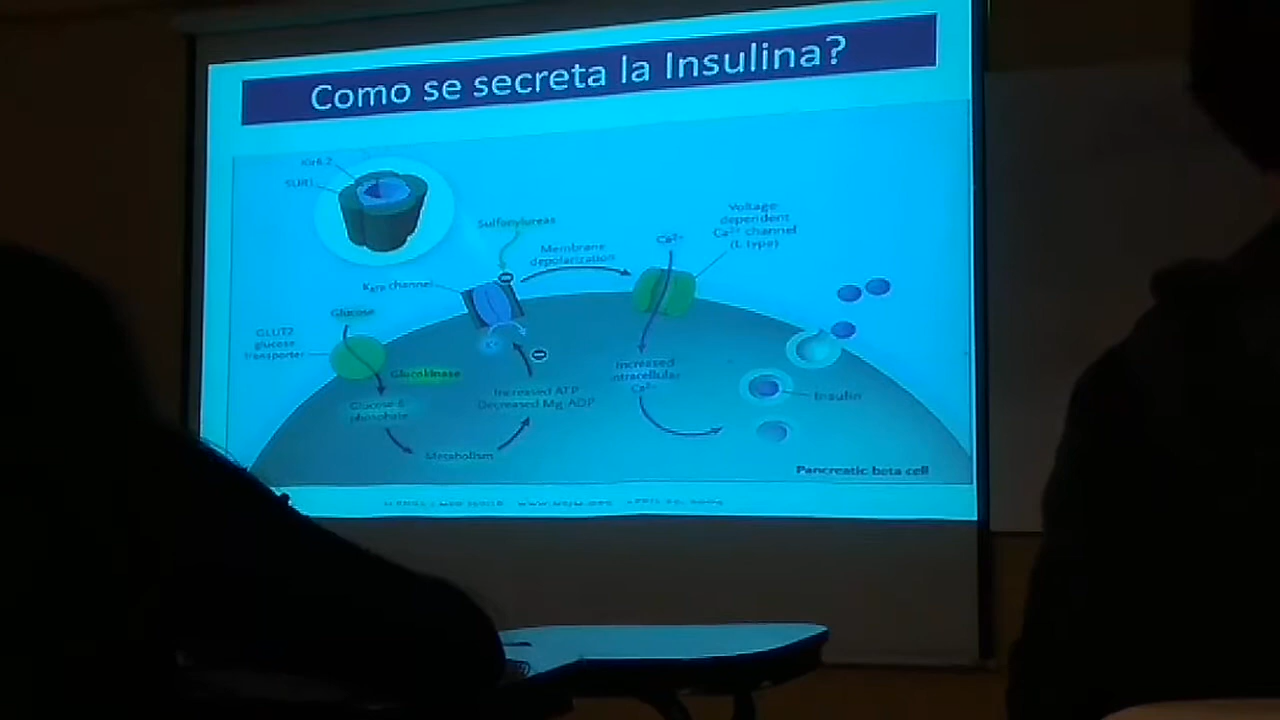 Como se secreta la Insulina?
Kir6.2
SUR1
Sulfonylureas
Membrane
depolarization
Ca²⁺
Voltage-
dependent
Ca²⁺ channel
(L type)
K_ATP channel
Glucose
GLUT2
glucose
transporter
K⁺
Glucokinase
Glucose-6-
phosphate
Increased ATP
Decreased Mg-ADP
Metabolism
Increased
intracellular
Ca²⁺
Insulin
Pancreatic beta cell